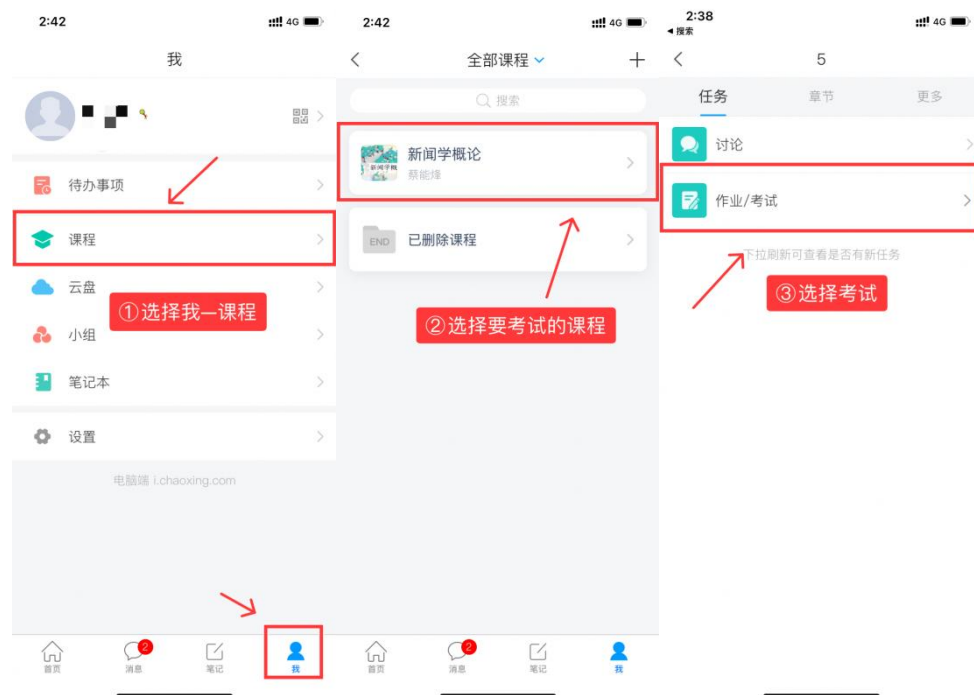 2:42
4G
我
待办事项
课程
云盘
①选择我—课程
小组
笔记本
设置
电脑端 i.chaoxing.com
首页
2
消息
笔记
我
2:42
4G
全部课程
搜索
新闻学概论
蔡能烽
END
已删除课程
②选择要考试的课程
首页
2
消息
笔记
我
2:38
4G
搜索
5
任务
章节
更多
讨论
作业/考试
下拉刷新可查看是否有新任务
③选择考试